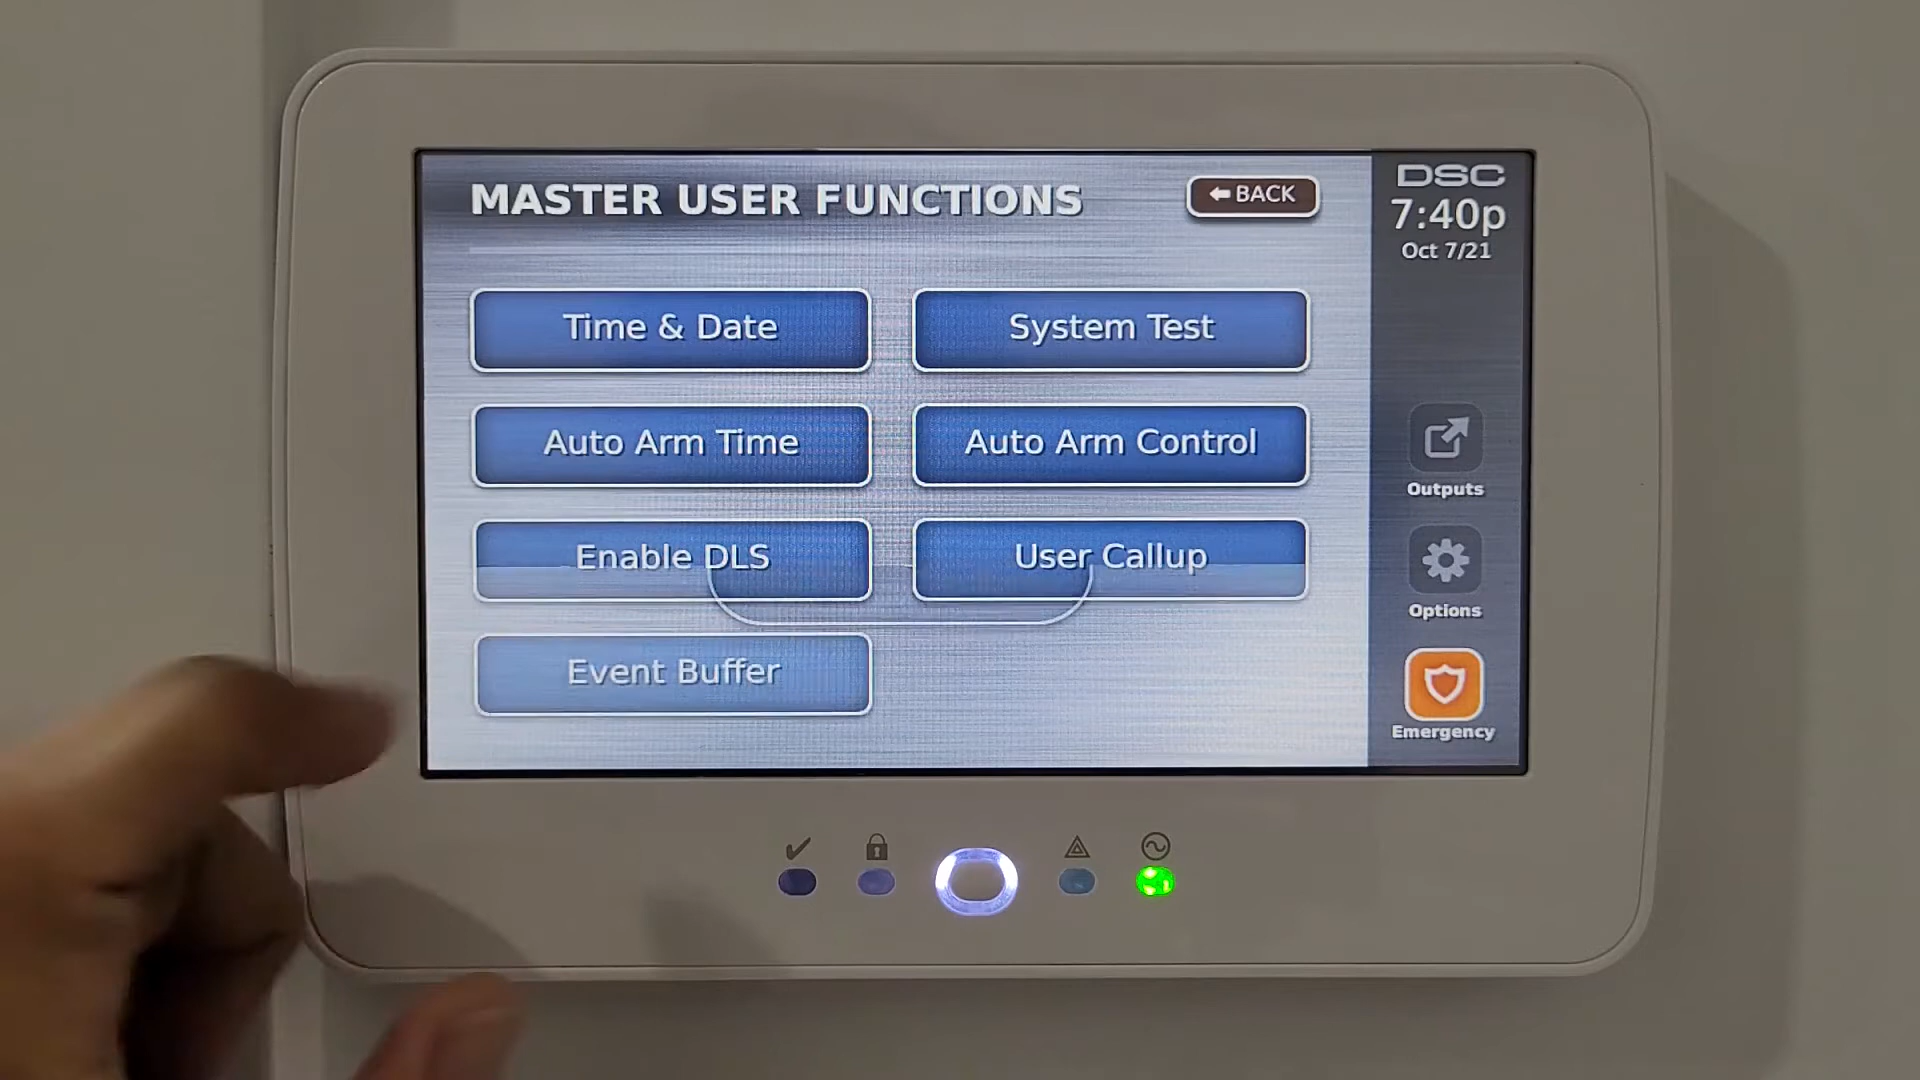 MASTER USER FUNCTIONS
BACK
DSC
7:40p
Oct 7/21
Time & Date
System Test
Auto Arm Time
Auto Arm Control
Outputs
Enable DLS
User Callup
Options
Event Buffer
Emergency